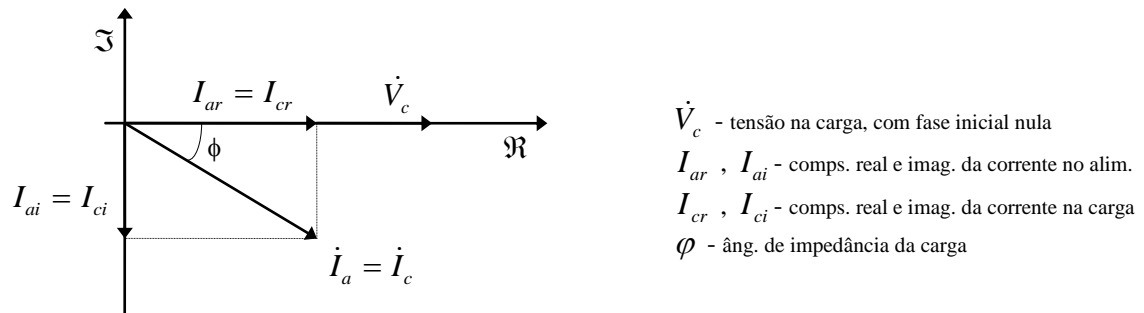 ℑ
I_ar = I_cr
V̇_c
ℜ
ϕ
I_ai = I_ci
İ_a = İ_c
V̇_c - tensão na carga, com fase inicial nula
I_ar , I_ai - comps. real e imag. da corrente no alim.
I_cr , I_ci - comps. real e imag. da corrente na carga
φ - âng. de impedância da carga